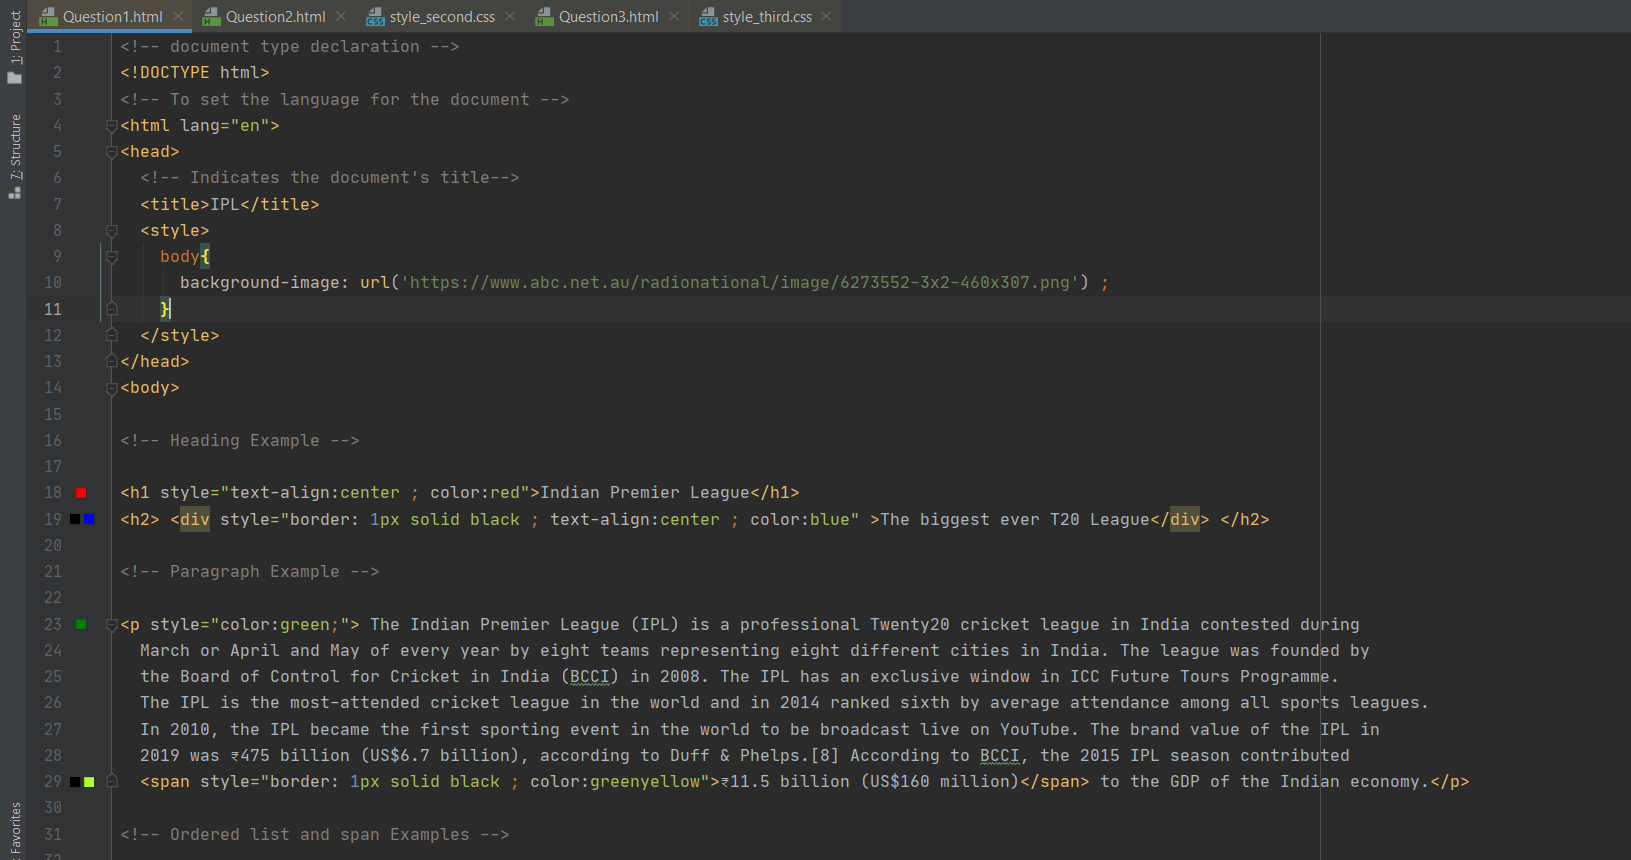 Question1.html Question2.html style_second.css Question3.html style_third.css
1: Project
7: Structure
Favorites
1 <!-- document type declaration -->
2 <!DOCTYPE html>
3 <!-- To set the language for the document -->
4 <html lang="en">
5 <head>
6 <!-- Indicates the document's title-->
7 <title>IPL</title>
8 <style>
9 body{
10 background-image: url('https://www.abc.net.au/radionational/image/6273552-3x2-460x307.png') ;
11 }
12 </style>
13 </head>
14 <body>
15
16 <!-- Heading Example -->
17
18 <h1 style="text-align:center ; color:red">Indian Premier League</h1>
19 <h2> <div style="border: 1px solid black ; text-align:center ; color:blue" >The biggest ever T20 League</div> </h2>
20
21 <!-- Paragraph Example -->
22
23 <p style="color:green;"> The Indian Premier League (IPL) is a professional Twenty20 cricket league in India contested during
24 March or April and May of every year by eight teams representing eight different cities in India. The league was founded by
25 the Board of Control for Cricket in India (BCCI) in 2008. The IPL has an exclusive window in ICC Future Tours Programme.
26 The IPL is the most-attended cricket league in the world and in 2014 ranked sixth by average attendance among all sports leagues.
27 In 2010, the IPL became the first sporting event in the world to be broadcast live on YouTube. The brand value of the IPL in
28 2019 was ₹475 billion (US$6.7 billion), according to Duff & Phelps.[8] According to BCCI, the 2015 IPL season contributed
29 <span style="border: 1px solid black ; color:greenyellow">₹11.5 billion (US$160 million)</span> to the GDP of the Indian economy.</p>
30
31 <!-- Ordered list and span Examples -->